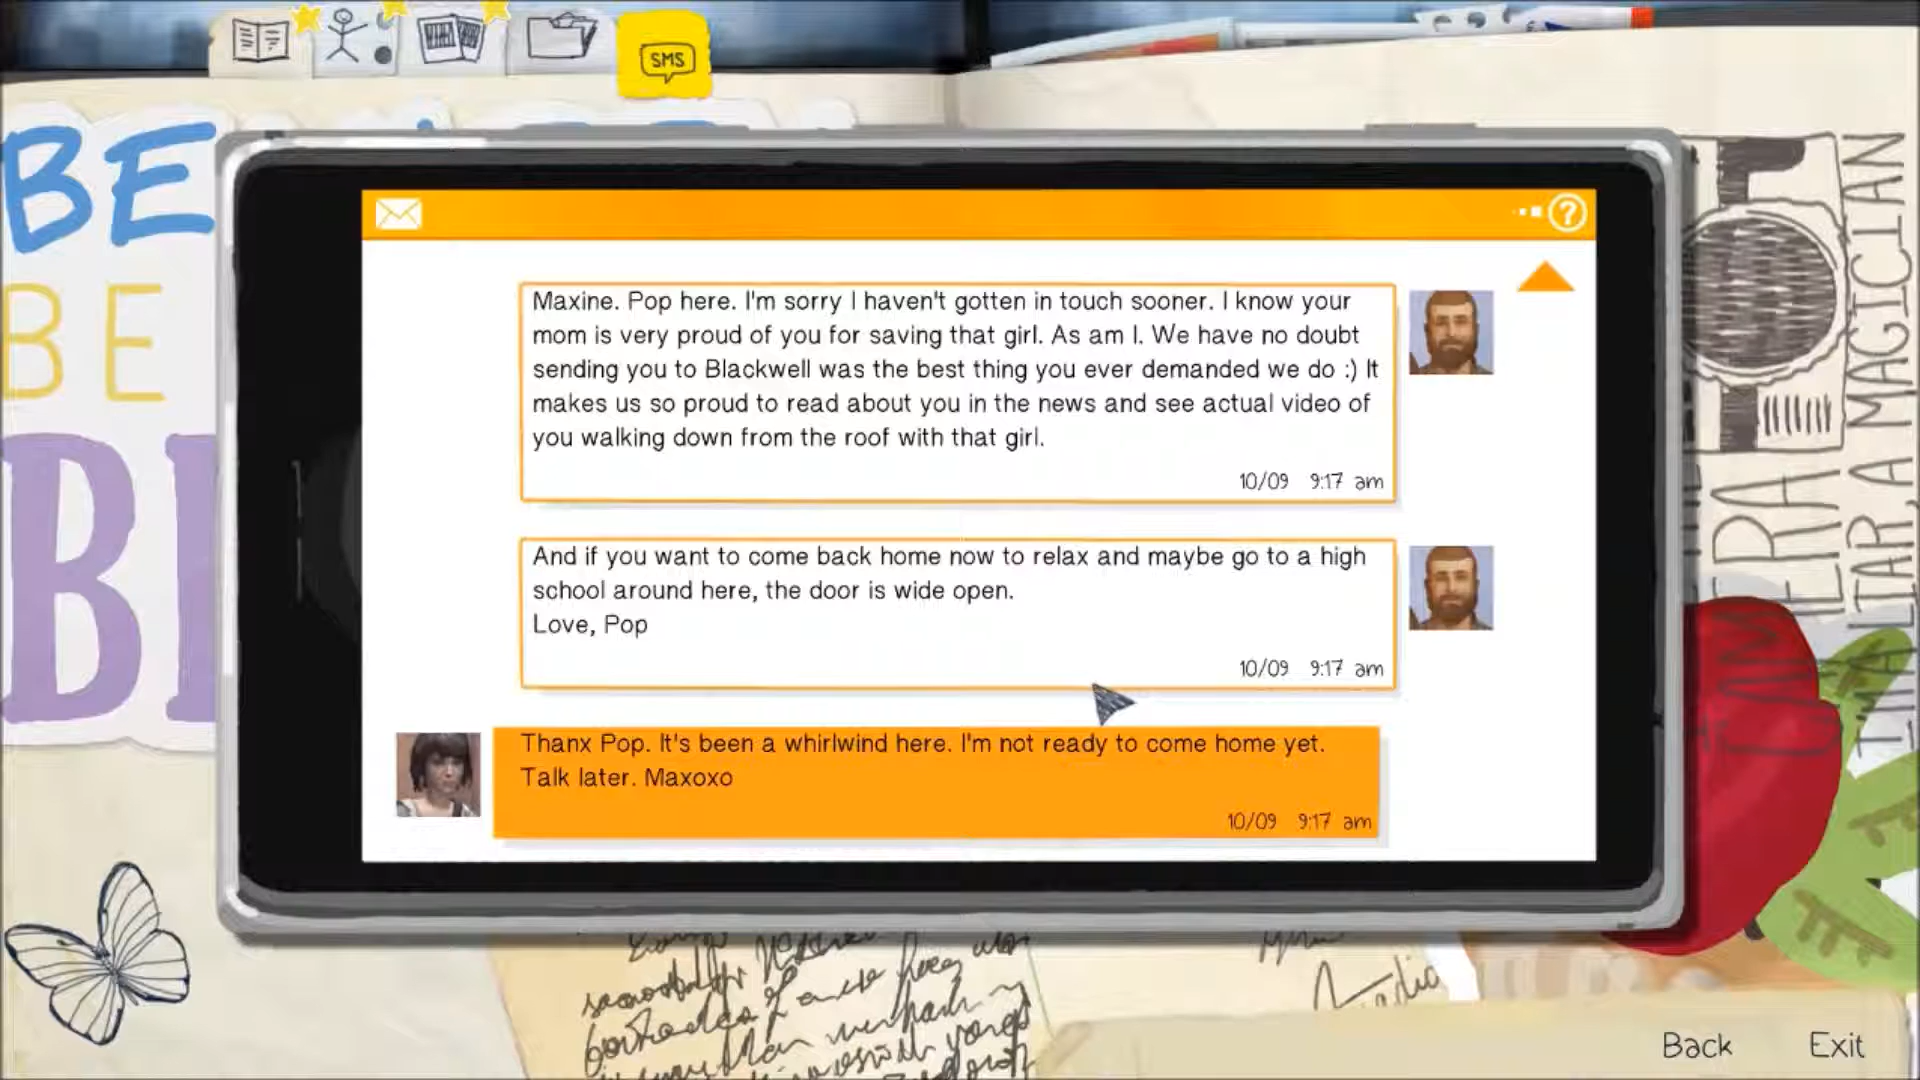 SMS
BE
BE
Maxine. Pop here. I'm sorry I haven't gotten in touch sooner. I know your
mom is very proud of you for saving that girl. As am I. We have no doubt
sending you to Blackwell was the best thing you ever demanded we do :) It
makes us so proud to read about you in the news and see actual video of
you walking down from the roof with that girl.
10/09 9:17 am
And if you want to come back home now to relax and maybe go to a high
school around here, the door is wide open.
Love, Pop
10/09 9:17 am
Thanx Pop. It's been a whirlwind here. I'm not ready to come home yet.
Talk later. Maxoxo
10/09 9:17 am
A MAGICIAN
Back Exit